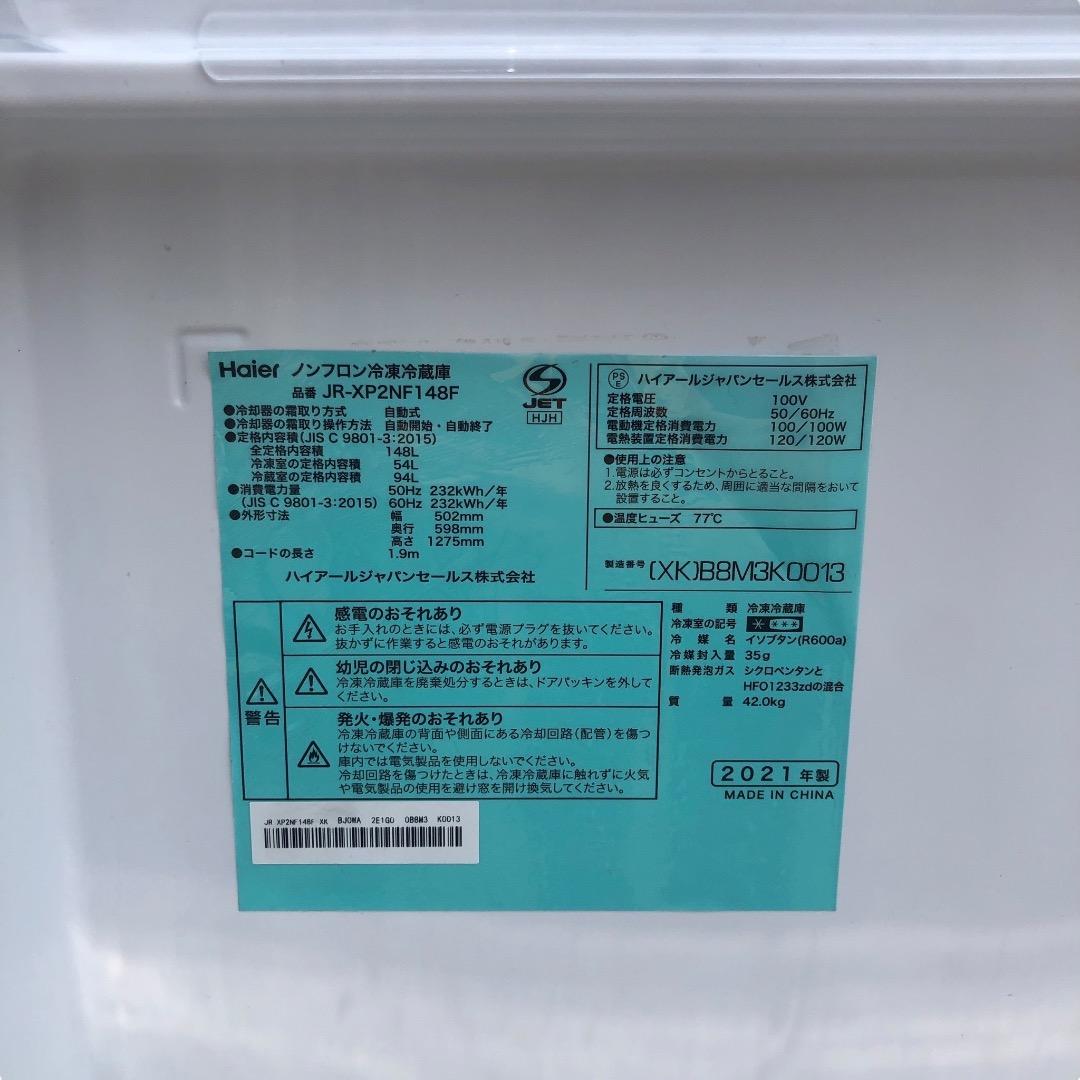 Haier ノンフロン冷凍冷蔵庫
品番 JR-XP2NF148F
●冷却器の霜取り方式 自動式
●冷却器の霜取り操作方法 自動開始・自動終了
●定格内容積(JIS C 9801-3:2015)
全定格内容積 148L
冷凍室の定格内容積 54L
冷蔵室の定格内容積 94L
●消費電力量 50Hz 232kWh/年
(JIS C 9801-3:2015) 60Hz 232kWh/年
●外形寸法 幅 502mm
奥行 598mm
高さ 1275mm
●コードの長さ 1.9m
ハイアールジャパンセールス株式会社
JET
HJH
PS
E
ハイアールジャパンセールス株式会社
定格電圧 100V
定格周波数 50/60Hz
電動機定格消費電力 100/100W
電熱装置定格消費電力 120/120W
●使用上の注意
1.電源は必ずコンセントからとること。
2.放熱を良くするため、周囲に適当な間隔をおいて
設置すること。
●温度ヒューズ 77℃
製造番号 (XK)B8M3K0013
警告
感電のおそれあり
お手入れのときには、必ず電源プラグを抜いてください。
抜かずに作業すると感電のおそれあり。
幼児の閉じ込みのおそれあり
冷凍冷蔵庫を廃棄処分するときは、ドアパッキンを外して
ください。
発火・爆発のおそれあり
冷凍冷蔵庫の背面や側面にある冷却回路(配管)を傷つ
けないでください。
庫内では電気製品を使用しないでください。
冷却回路を傷つけたときは、冷凍冷蔵庫に触れずに火気
や電気製品の使用を避け窓を開け換気してください。
種類 冷凍冷蔵庫
冷凍室の記号 * ***
冷媒名 イソブタン(R600a)
冷媒封入量 35g
断熱発泡ガス シクロペンタンと
HFO1233zdの混合
質量 42.0kg
2021年製
MADE IN CHINA
JR-XP2NF148F XK BJ0WA 2E1G0 0B8M3 K0013